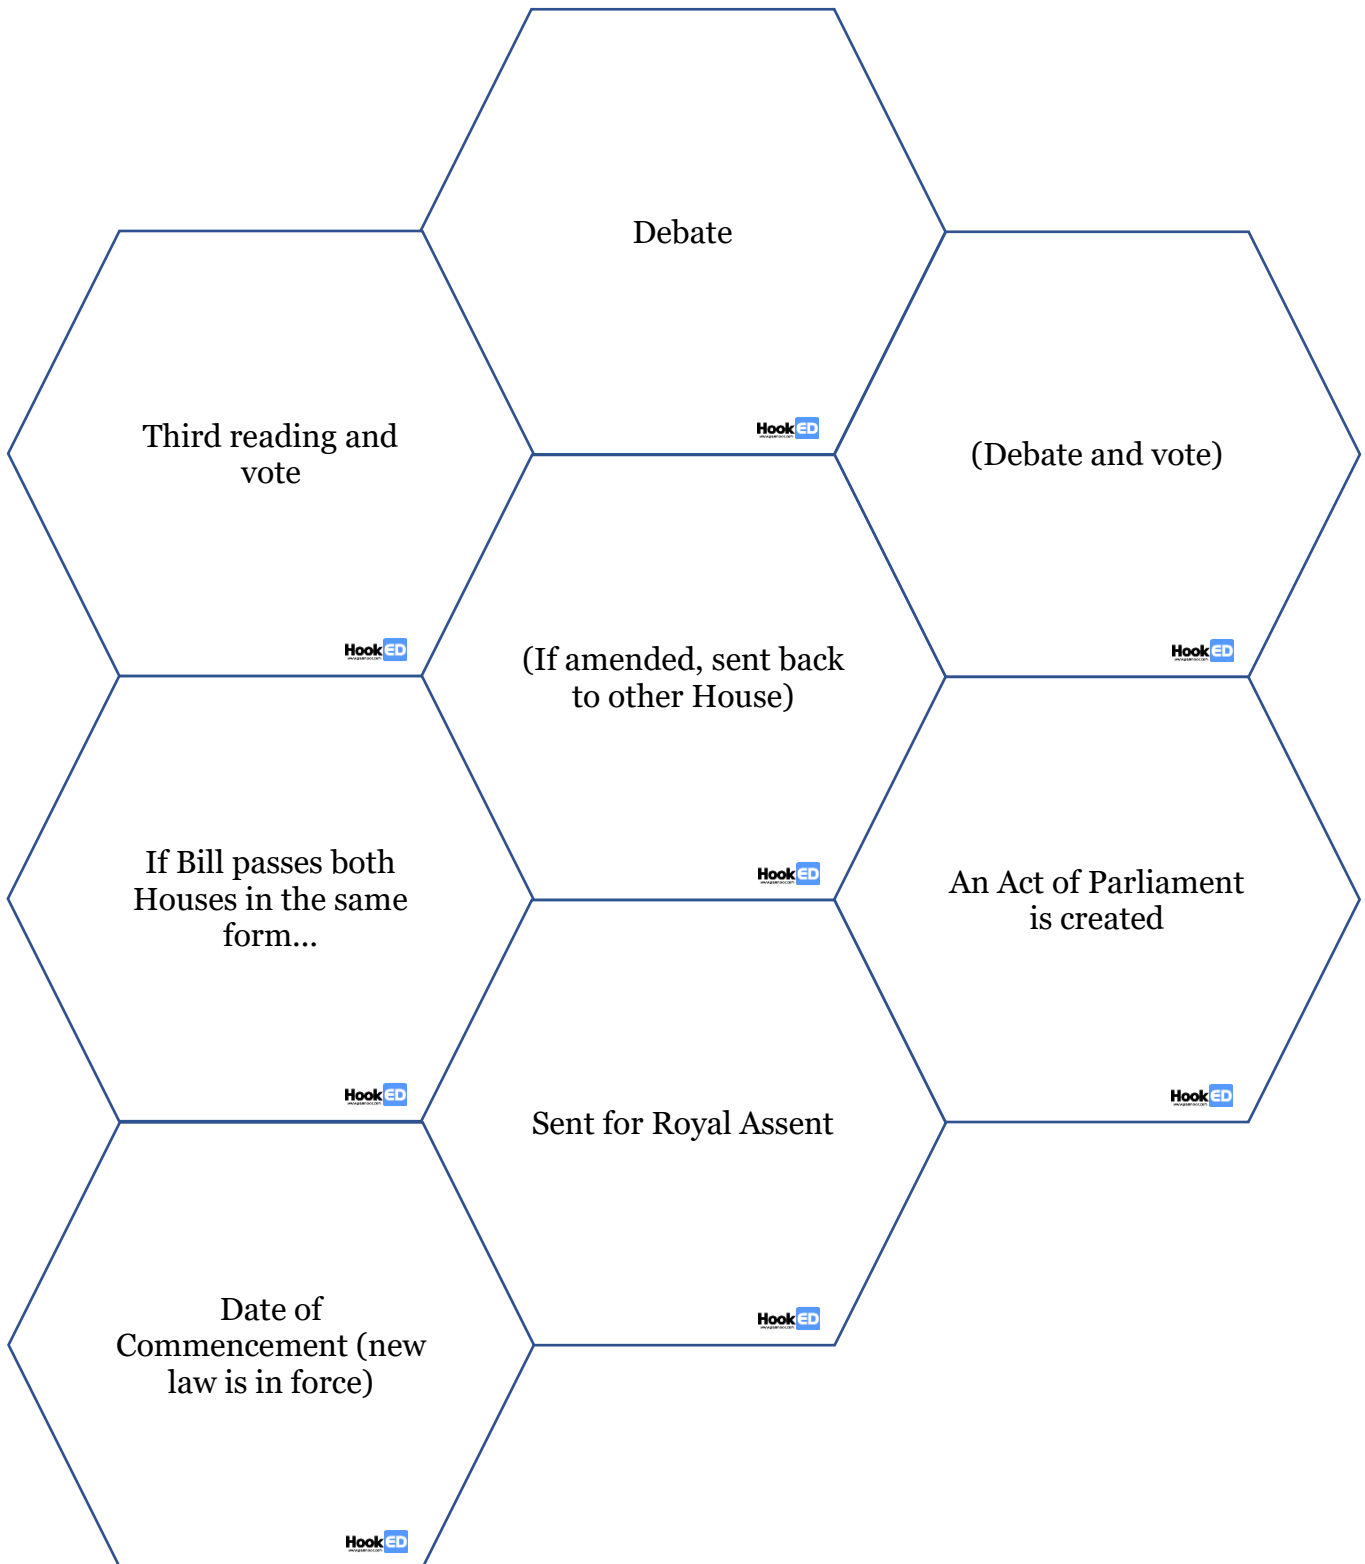 Debate
HookED
Third reading and
vote
HookED
(Debate and vote)
HookED
(If amended, sent back
to other House)
HookED
If Bill passes both
Houses in the same
form...
HookED
An Act of Parliament
is created
HookED
Sent for Royal Assent
HookED
Date of
Commencement (new
law is in force)
HookED